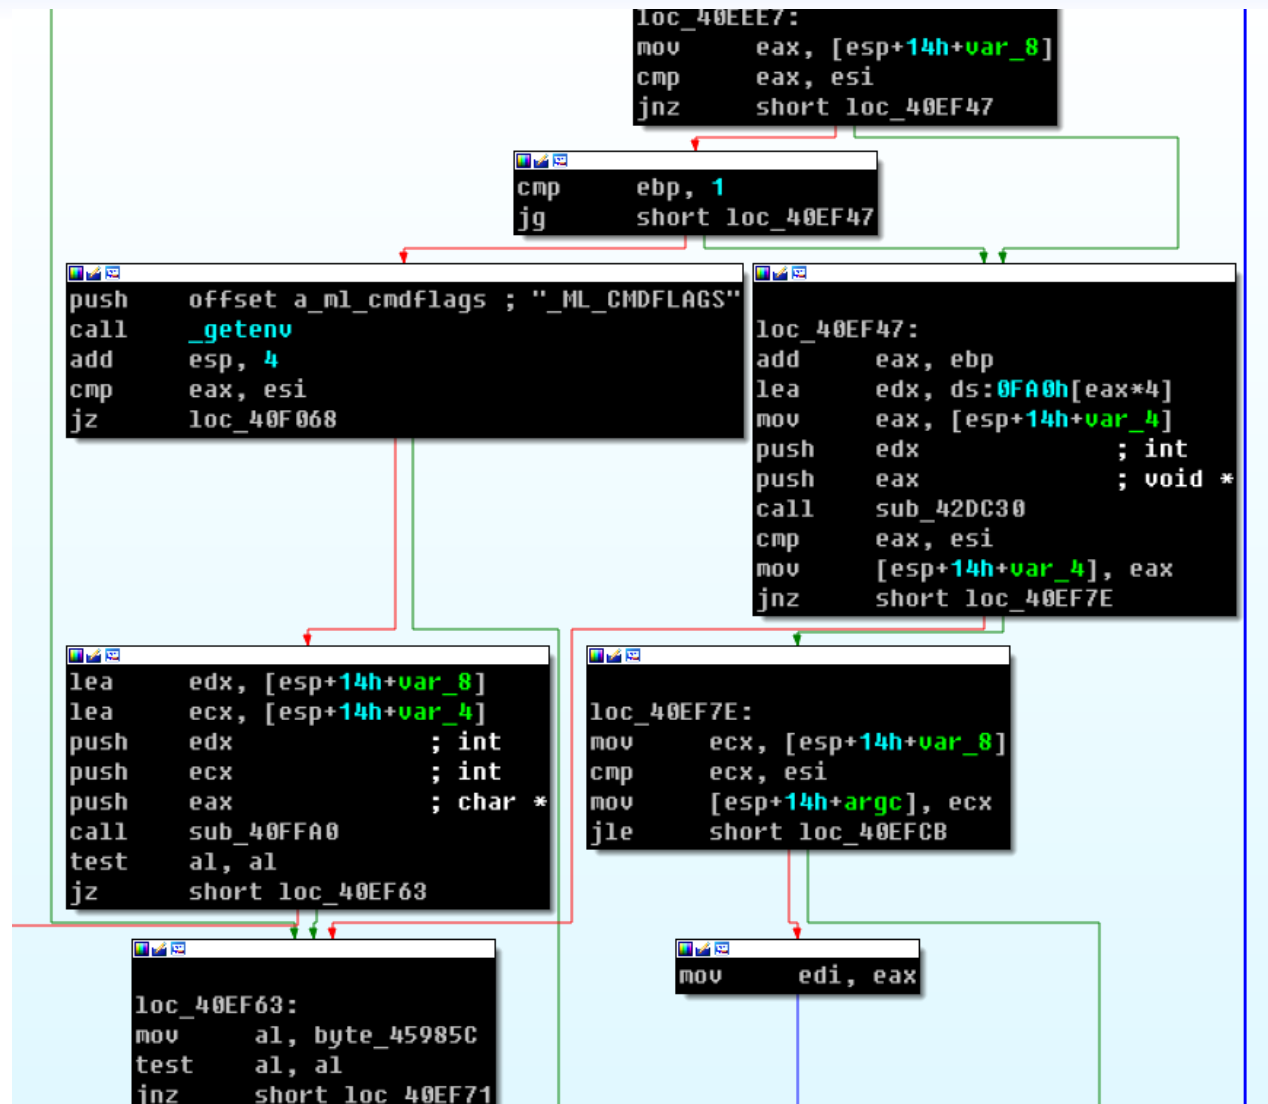 loc_40EEE7:
mov eax, [esp+14h+var_8]
cmp eax, esi
jnz short loc_40EF47
cmp ebp, 1
jg short loc_40EF47
push offset a_ml_cmdflags ; "_ML_CMDFLAGS"
call _getenv
add esp, 4
cmp eax, esi
jz loc_40F068
loc_40EF47:
add eax, ebp
lea edx, ds:0FA0h[eax*4]
mov eax, [esp+14h+var_4]
push edx ; int
push eax ; void *
call sub_42DC30
cmp eax, esi
mov [esp+14h+var_4], eax
jnz short loc_40EF7E
lea edx, [esp+14h+var_8]
lea ecx, [esp+14h+var_4]
push edx ; int
push ecx ; int
push eax ; char *
call sub_40FFA0
test al, al
jz short loc_40EF63
loc_40EF7E:
mov ecx, [esp+14h+var_8]
cmp ecx, esi
mov [esp+14h+argc], ecx
jle short loc_40EFCB
loc_40EF63:
mov al, byte_45985C
test al, al
jnz short loc_40EF71
mov edi, eax